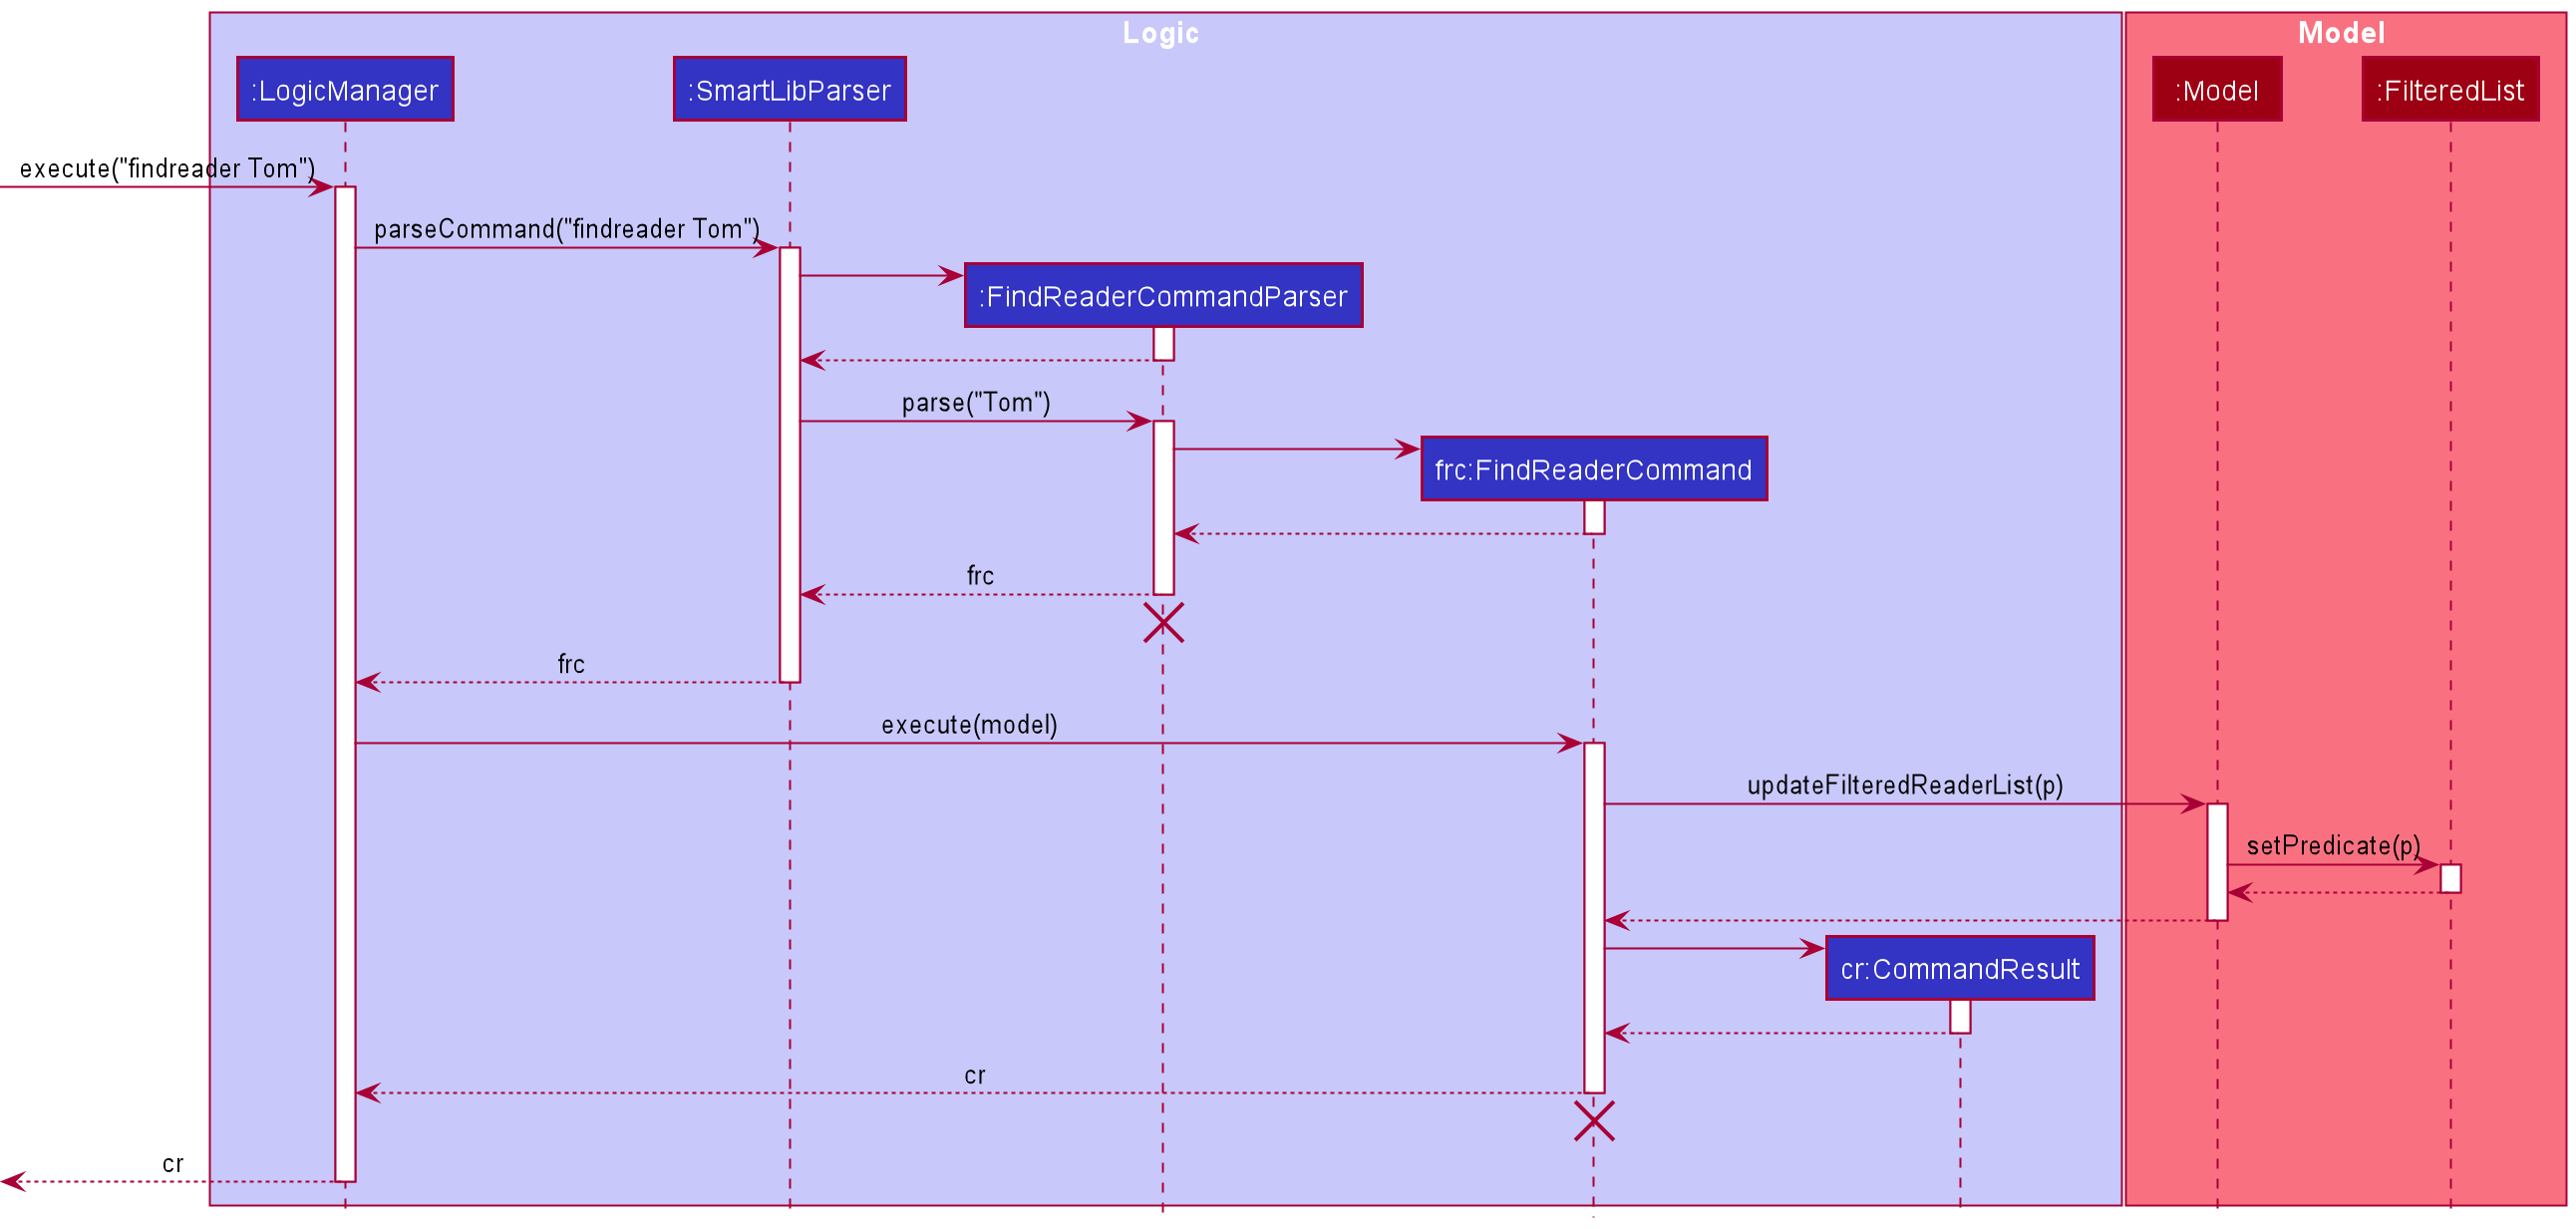 Logic
Model
:LogicManager
:SmartLibParser
:Model
:FilteredList
execute("findreader Tom")
parseCommand("findreader Tom")
:FindReaderCommandParser
parse("Tom")
frc:FindReaderCommand
frc
frc
execute(model)
updateFilteredReaderList(p)
setPredicate(p)
cr:CommandResult
cr
cr